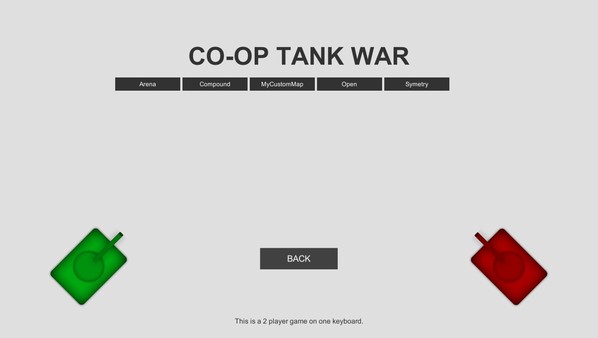 CO-OP TANK WAR
Arena Compound MyCustomMap Open Symetry
BACK
This is a 2 player game on one keyboard.